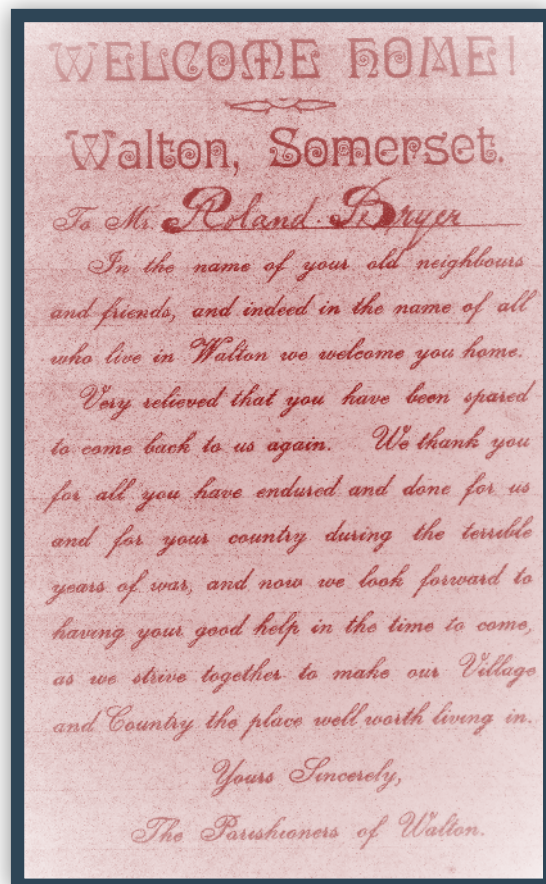 WELCOME HOME!
Walton, Somerset.
To Mr. Roland Bryer
In the name of your old neighbours
and friends, and indeed in the name of all
who live in Walton we welcome you home.
Very relieved that you have been spared
to come back to us again. We thank you
for all you have endured and done for us
and for your country during the terrible
years of war, and now we look forward to
having your good help in the time to come,
as we strive together to make our Village
and Country the place well worth living in.
Yours Sincerely,
The Parishioners of Walton.